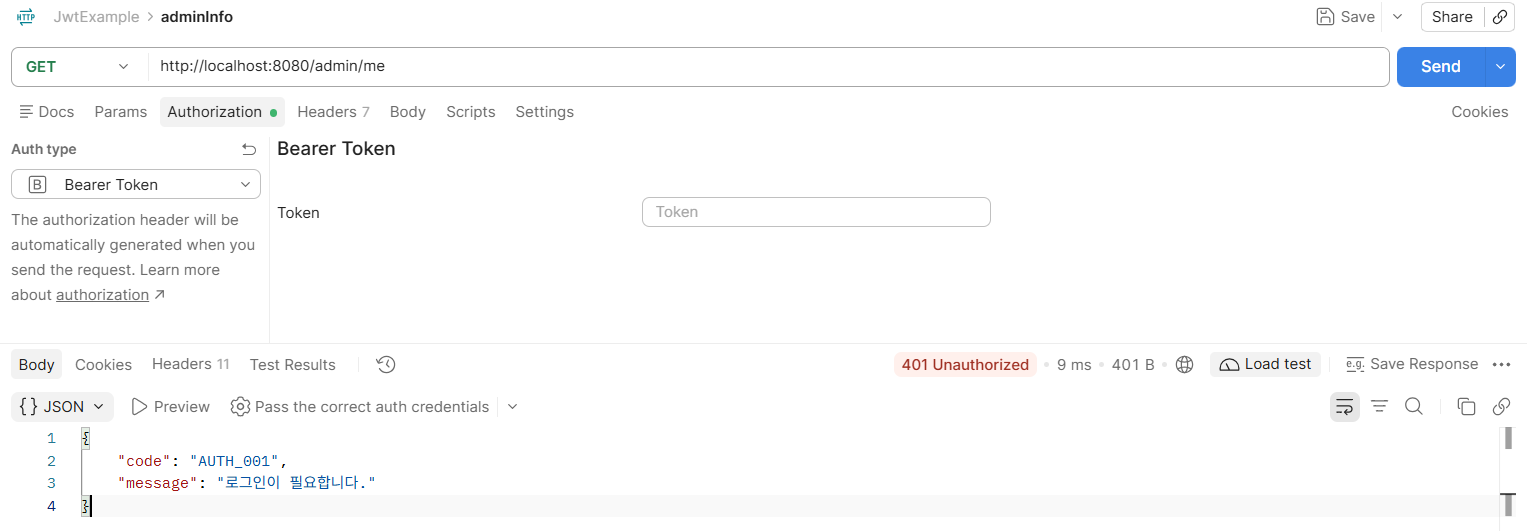 HTTP JwtExample > adminInfo Save Share
GET http://localhost:8080/admin/me Send
Docs Params Authorization Headers 7 Body Scripts Settings Cookies
Auth type
B Bearer Token
The authorization header will be
automatically generated when you
send the request. Learn more
about authorization ↗
Bearer Token
Token Token
Body Cookies Headers 11 Test Results 401 Unauthorized • 9 ms • 401 B • Load test e.g. Save Response •••
{} JSON Preview Pass the correct auth credentials
1 {
2 "code": "AUTH_001",
3 "message": "로그인이 필요합니다."
4 }